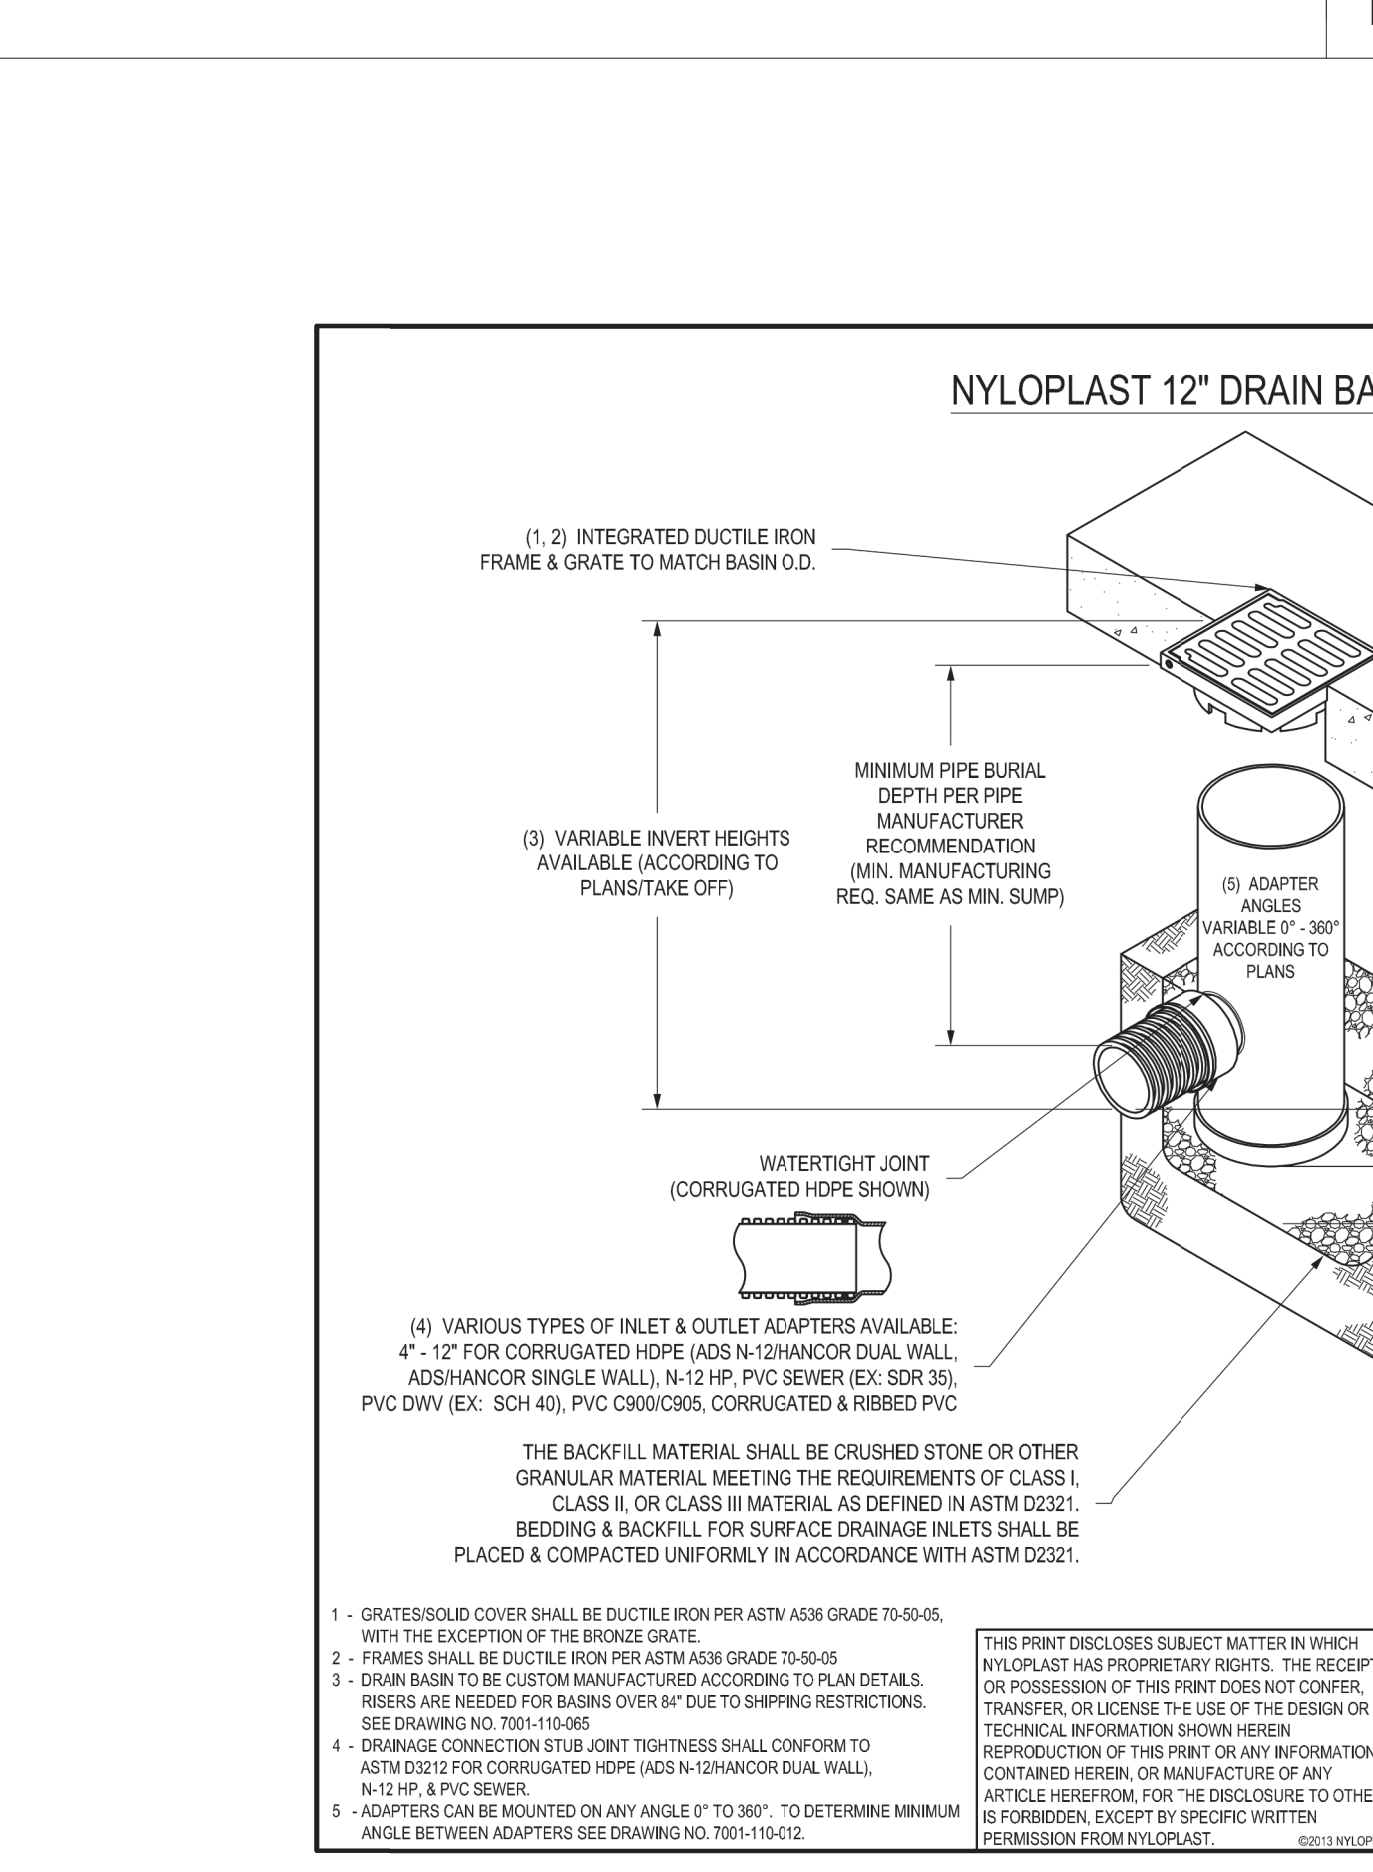 NYLOPLAST 12" DRAIN
(1, 2) INTEGRATED DUCTILE IRON
FRAME & GRATE TO MATCH BASIN O.D.
MINIMUM PIPE BURIAL
DEPTH PER PIPE
MANUFACTURER
RECOMMENDATION
(MIN. MANUFACTURING
REQ. SAME AS MIN. SUMP)
(3) VARIABLE INVERT HEIGHTS
AVAILABLE (ACCORDING TO
PLANS/TAKE OFF)
(5) ADAPTER
ANGLES
VARIABLE 0° - 360°
ACCORDING TO
PLANS
WATERTIGHT JOINT
(CORRUGATED HDPE SHOWN)
(4) VARIOUS TYPES OF INLET & OUTLET ADAPTERS AVAILABLE:
4" - 12" FOR CORRUGATED HDPE (ADS N-12/HANCOR DUAL WALL,
ADS/HANCOR SINGLE WALL), N-12 HP, PVC SEWER (EX: SDR 35),
PVC DWV (EX: SCH 40), PVC C900/C905, CORRUGATED & RIBBED PVC
THE BACKFILL MATERIAL SHALL BE CRUSHED STONE OR OTHER
GRANULAR MATERIAL MEETING THE REQUIREMENTS OF CLASS I,
CLASS II, OR CLASS III MATERIAL AS DEFINED IN ASTM D2321.
BEDDING & BACKFILL FOR SURFACE DRAINAGE INLETS SHALL BE
PLACED & COMPACTED UNIFORMLY IN ACCORDANCE WITH ASTM D2321.
1 - GRATES/SOLID COVER SHALL BE DUCTILE IRON PER ASTM A536 GRADE 70-50-05,
WITH THE EXCEPTION OF THE BRONZE GRATE.
2 - FRAMES SHALL BE DUCTILE IRON PER ASTM A536 GRADE 70-50-05
3 - DRAIN BASIN TO BE CUSTOM MANUFACTURED ACCORDING TO PLAN DETAILS.
RISERS ARE NEEDED FOR BASINS OVER 84" DUE TO SHIPPING RESTRICTIONS.
SEE DRAWING NO. 7001-110-065
4 - DRAINAGE CONNECTION STUB JOINT TIGHTNESS SHALL CONFORM TO
ASTM D3212 FOR CORRUGATED HDPE (ADS N-12/HANCOR DUAL WALL),
N-12 HP, & PVC SEWER.
5 - ADAPTERS CAN BE MOUNTED ON ANY ANGLE 0° TO 360°. TO DETERMINE MINIMUM
ANGLE BETWEEN ADAPTERS SEE DRAWING NO. 7001-110-012.
THIS PRINT DISCLOSES SUBJECT MATTER IN WHICH
NYLOPLAST HAS PROPRIETARY RIGHTS. THE RECEIPT
OR POSSESSION OF THIS PRINT DOES NOT CONFER,
TRANSFER, OR LICENSE THE USE OF THE DESIGN OR
TECHNICAL INFORMATION SHOWN HEREIN
REPRODUCTION OF THIS PRINT OR ANY INFORMATION
CONTAINED HEREIN, OR MANUFACTURE OF ANY
ARTICLE HEREFROM, FOR THE DISCLOSURE TO
IS FORBIDDEN, EXCEPT BY SPECIFIC WRITTEN
PERMISSION FROM NYLOPLAST. ©2013